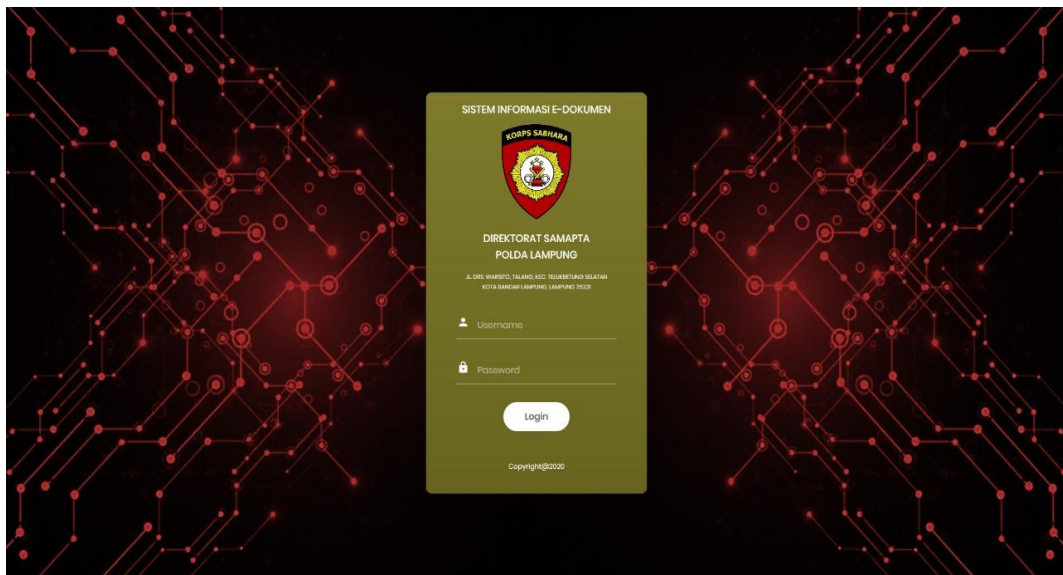 SISTEM INFORMASI E-DOKUMEN
KORPS SABHARA
DIREKTORAT SAMAPTA
POLDA LAMPUNG
JL. DRS. WARSITO, TALANG, KEC. TELUKBETUNG SELATAN
KOTA BANDAR LAMPUNG. LAMPUNG 35221
Username
Password
Login
Copyright@2020